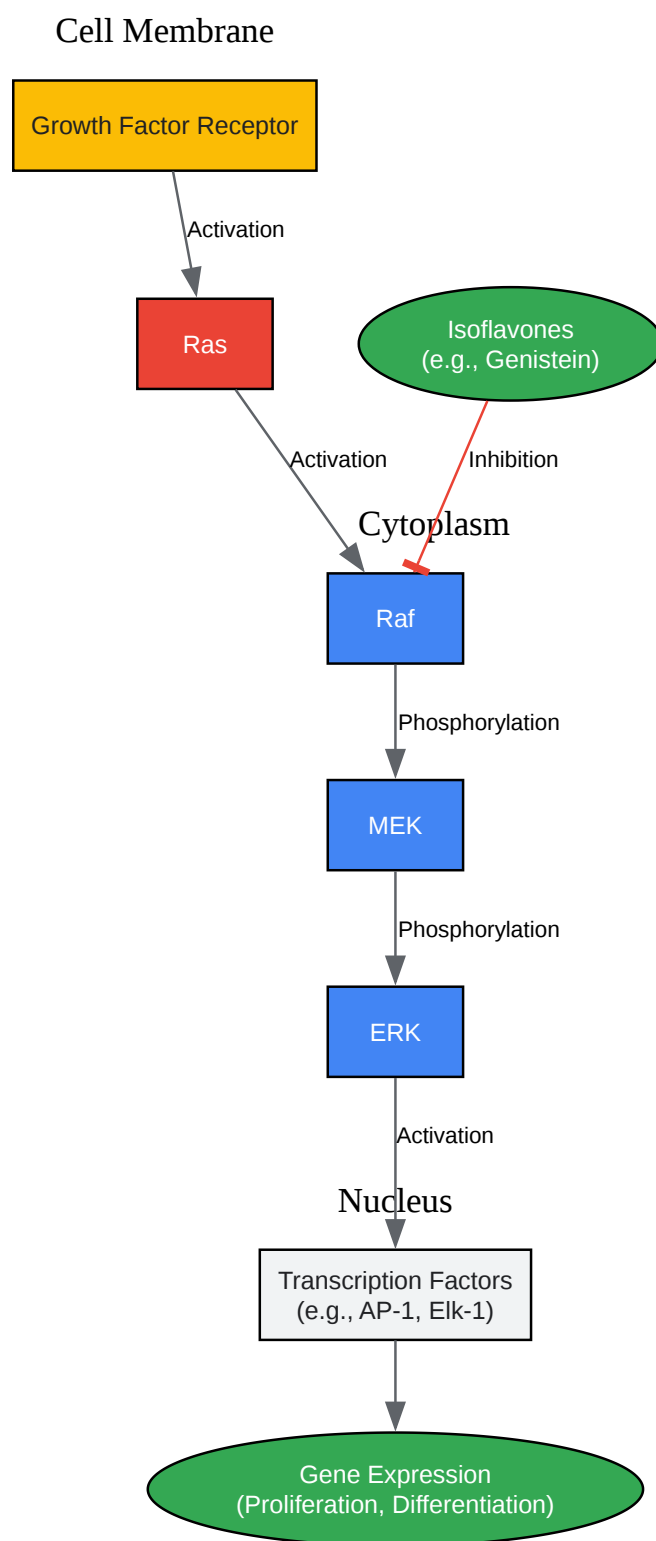 Cell Membrane
Growth Factor Receptor
Activation
Ras
Isoflavones
(e.g., Genistein)
Activation
Inhibition
Cytoplasm
Raf
Phosphorylation
MEK
Phosphorylation
ERK
Activation
Nucleus
Transcription Factors
(e.g., AP-1, Elk-1)
Gene Expression
(Proliferation, Differentiation)